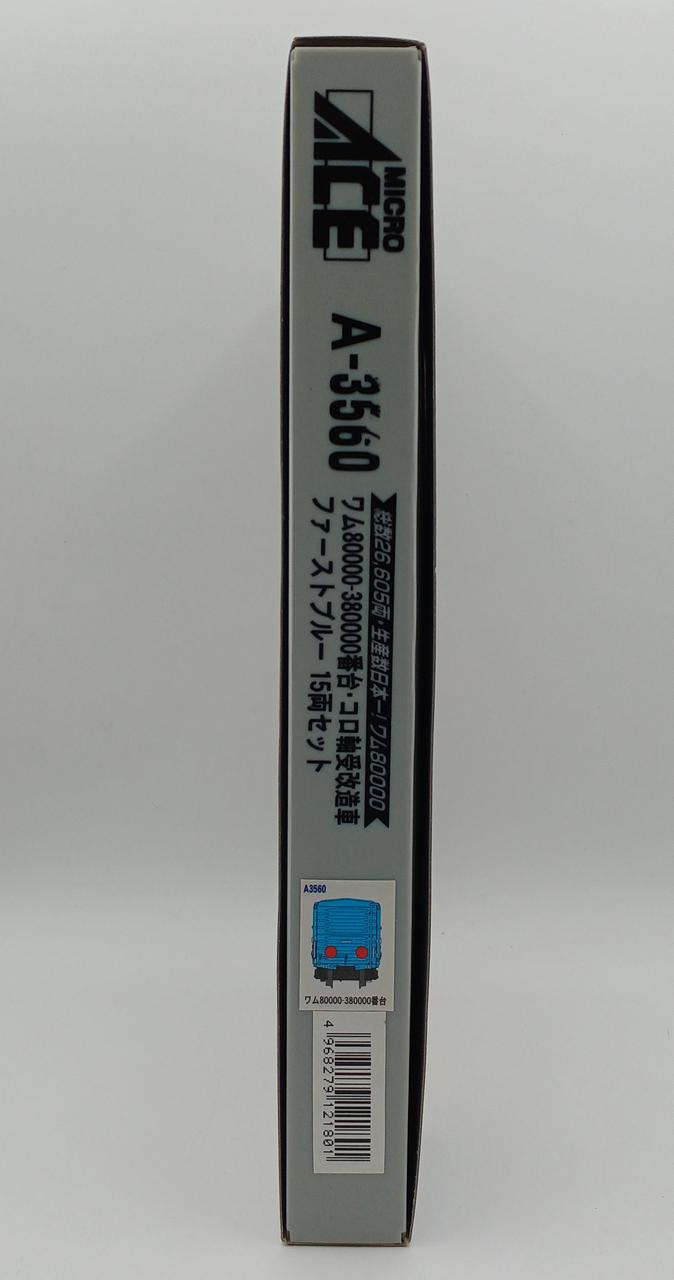 MICRO
ACE
A-3560
総数26,605両・生産数日本一!ワム80000
ワム80000-380000番台・コロ軸受改造車
ファーストブルー 15両セット
A3560
ワム80000-380000番台
4 968279 121801